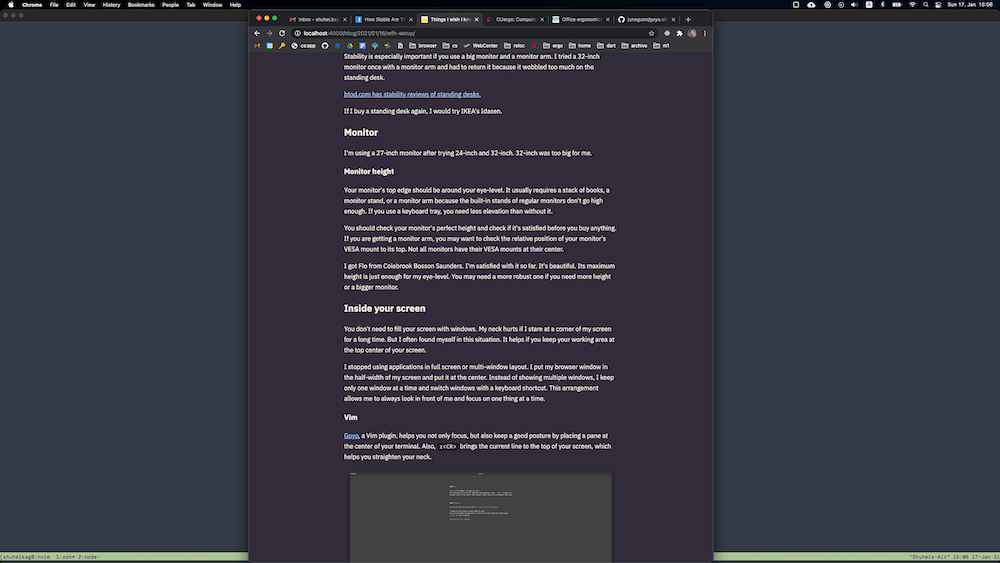 Chrome File Edit View History Bookmarks People Tab Window Help
Sun 17. Jan 15:06
Inbox - shuhei.k
How Stable Are Th
Things I wish I kne
CUergo: Compute
Office ergonomic
junegunn/goyo.vi
localhost:4000/blog/2021/01/16/wfh-setup/
cs:app
browser cs WebCenter reloc ergo home dart archive m1
Stability is especially important if you use a big monitor and a monitor arm. I tried a 32-inch
monitor once with a monitor arm and had to return it because it wobbled too much on the
standing desk.
btod.com has stability reviews of standing desks.
If I buy a standing desk again, I would try IKEA's Idasen.
Monitor
I'm using a 27-inch monitor after trying 24-inch and 32-inch. 32-inch was too big for me.
Monitor height
Your monitor's top edge should be around your eye-level. It usually requires a stack of books, a
monitor stand, or a monitor arm because the built-in stands of regular monitors don't go high
enough. If you use a keyboard tray, you need less elevation than without it.
You should check your monitor's perfect height and check if it's satisfied before you buy anything.
If you are getting a monitor arm, you may want to check the relative position of your monitor's
VESA mount to its top. Not all monitors have their VESA mounts at their center.
I got Flo from Colebrook Bosson Saunders. I'm satisfied with it so far. It's beautiful. Its maximum
height is just enough for my eye-level. You may need a more robust one if you need more height
or a bigger monitor.
Inside your screen
You don't need to fill your screen with windows. My neck hurts if I stare at a corner of my screen
for a long time. But I often found myself in this situation. It helps if you keep your working area at
the top center of your screen.
I stopped using applications in full screen or multi-window layout. I put my browser window in
the half-width of my screen and put it at the center. Instead of showing multiple windows, I keep
only one window at a time and switch windows with a keyboard shortcut. This arrangement
allows me to always look in front of me and focus on one thing at a time.
Vim
Goyo, a Vim plugin, helps you not only focus, but also keep a good posture by placing a pane at
the center of your terminal. Also, z<CR> brings the current line to the top of your screen, which
helps you straighten your neck.
[shuheikag0:nvim 1:zsh* 2:node-
"Shuheis-Air" 15:06 17-Jan-21